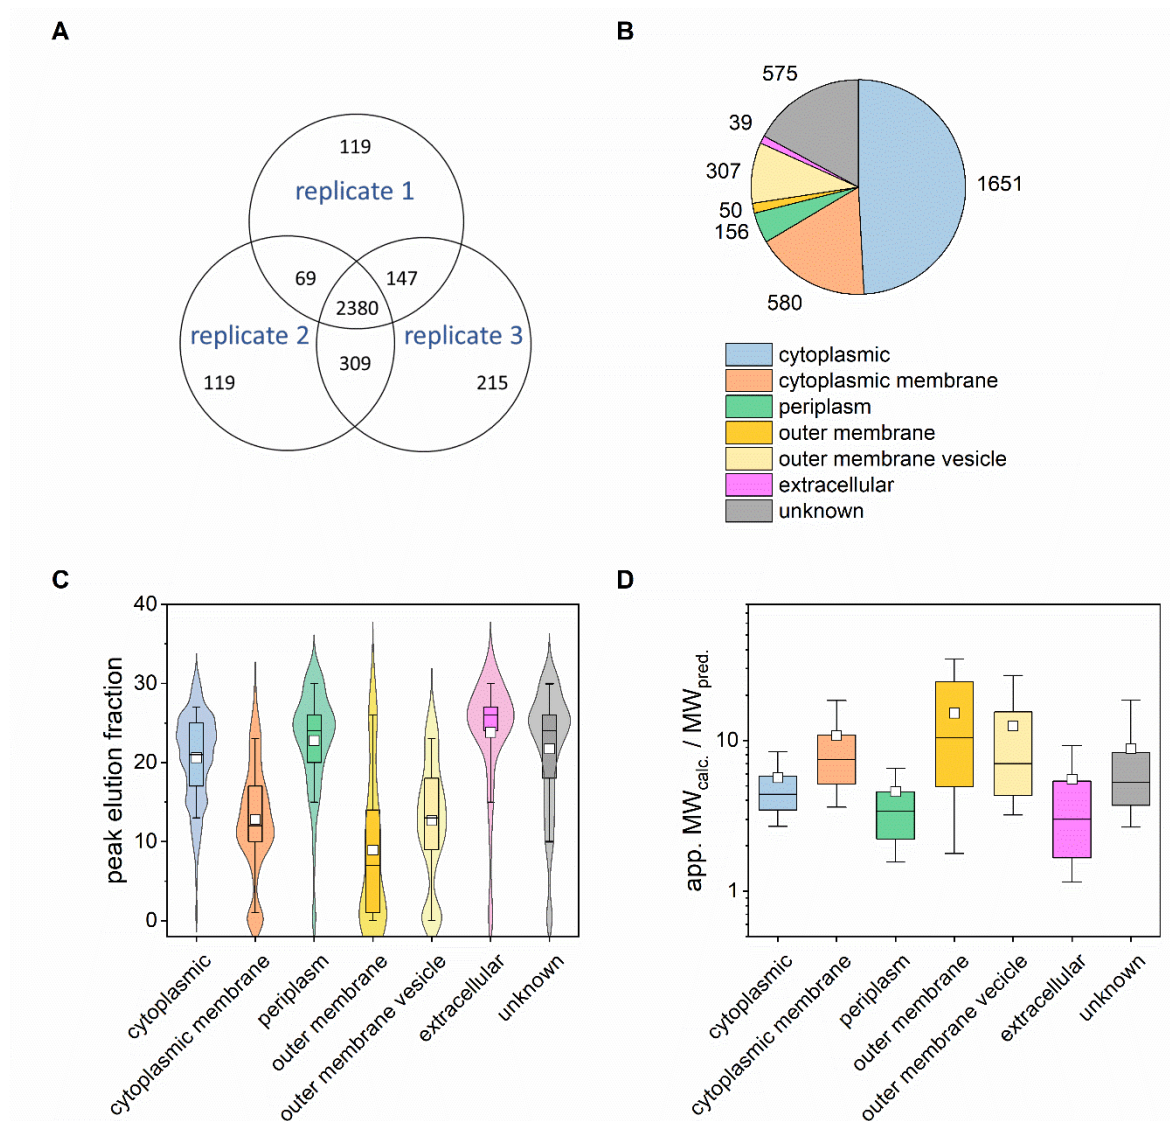 A
119
replicate 1
69
147
2380
replicate 2
replicate 3
309
119
215
B
575
39
307
1651
50
156
580
cytoplasmic
cytoplasmic membrane
periplasm
outer membrane
outer membrane vesicle
extracellular
unknown
C
peak elution fraction
40
30
20
10
0
cytoplasmic
cytoplasmic membrane
periplasm
outer membrane
outer membrane vesicle
extracellular
unknown
D
app. MWcalc. / MWpred.
10
1
cytoplasmic
cytoplasmic membrane
periplasm
outer membrane
outer membrane vecicle
extracellular
unknown